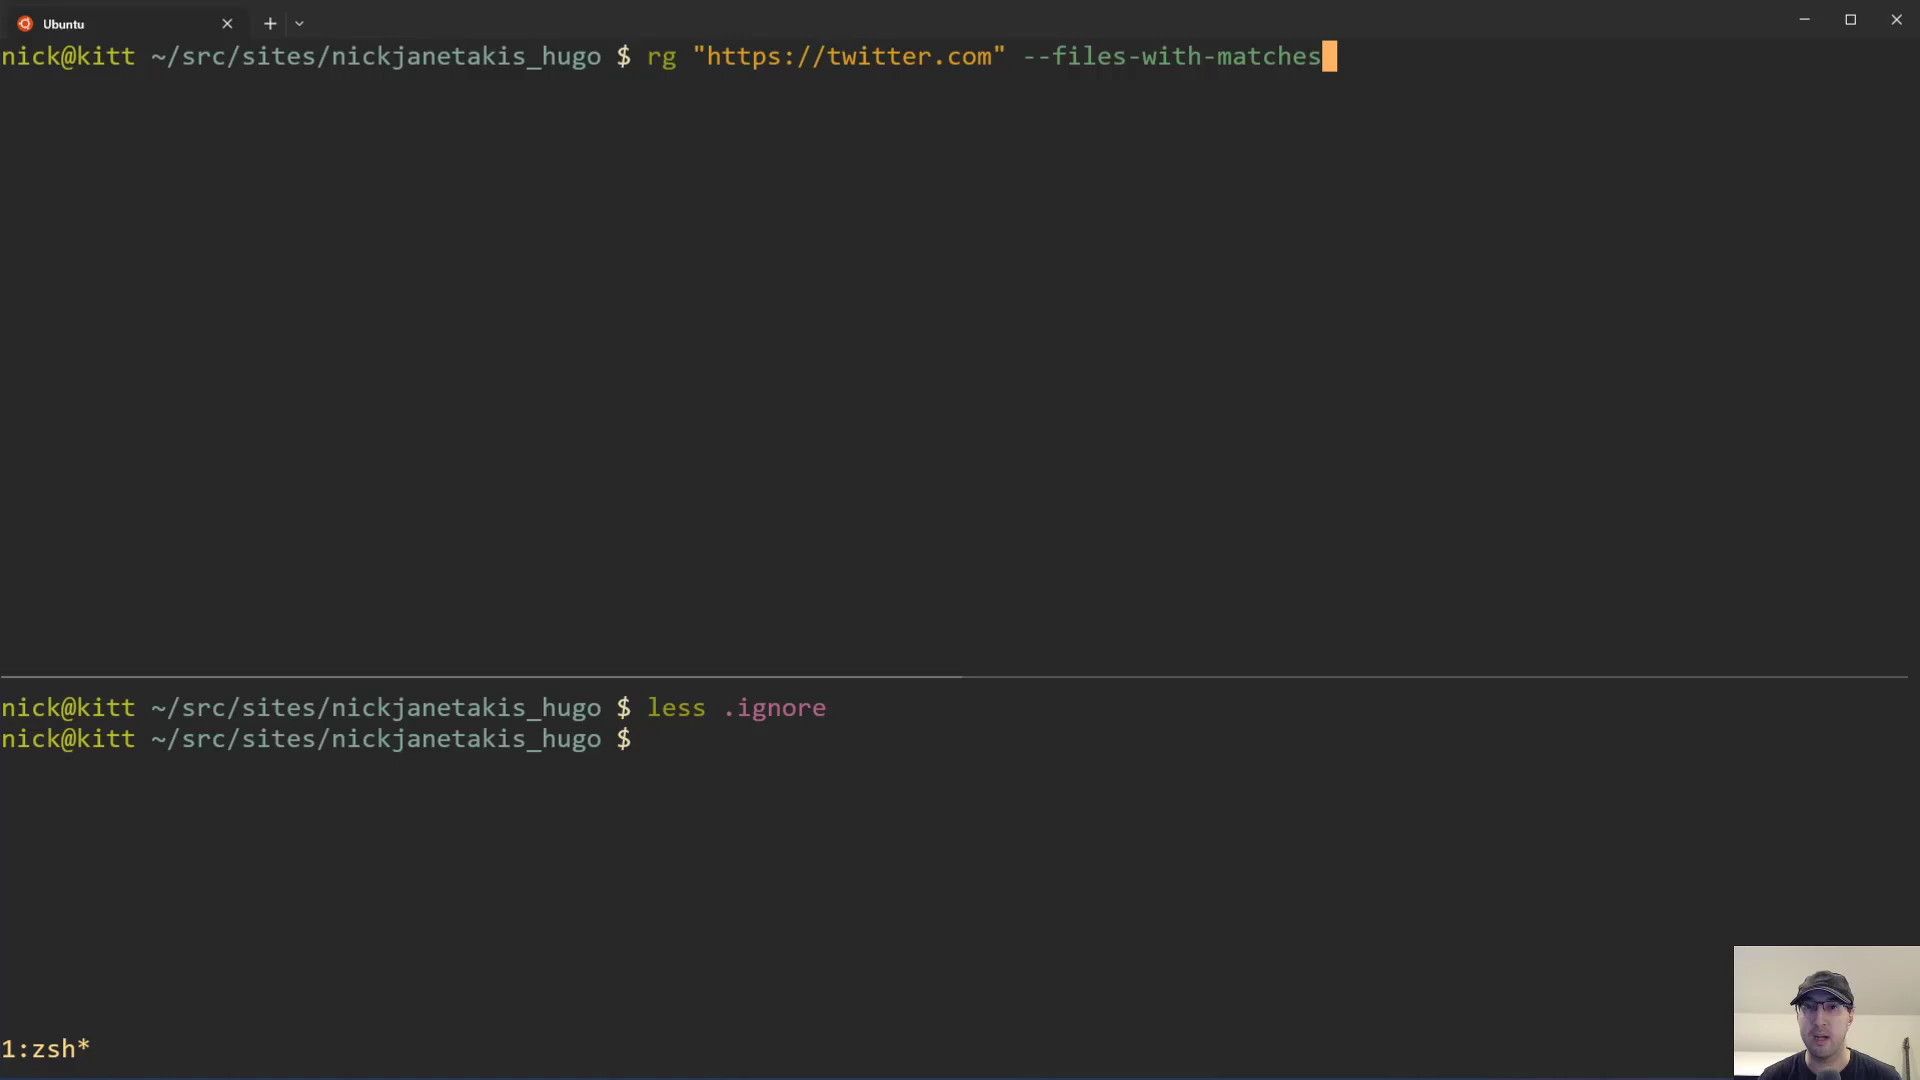 Ubuntu
nick@kitt ~/src/sites/nickjanetakis_hugo $ rg "https://twitter.com" --files-with-matches
nick@kitt ~/src/sites/nickjanetakis_hugo $ less .ignore
nick@kitt ~/src/sites/nickjanetakis_hugo $
1:zsh*